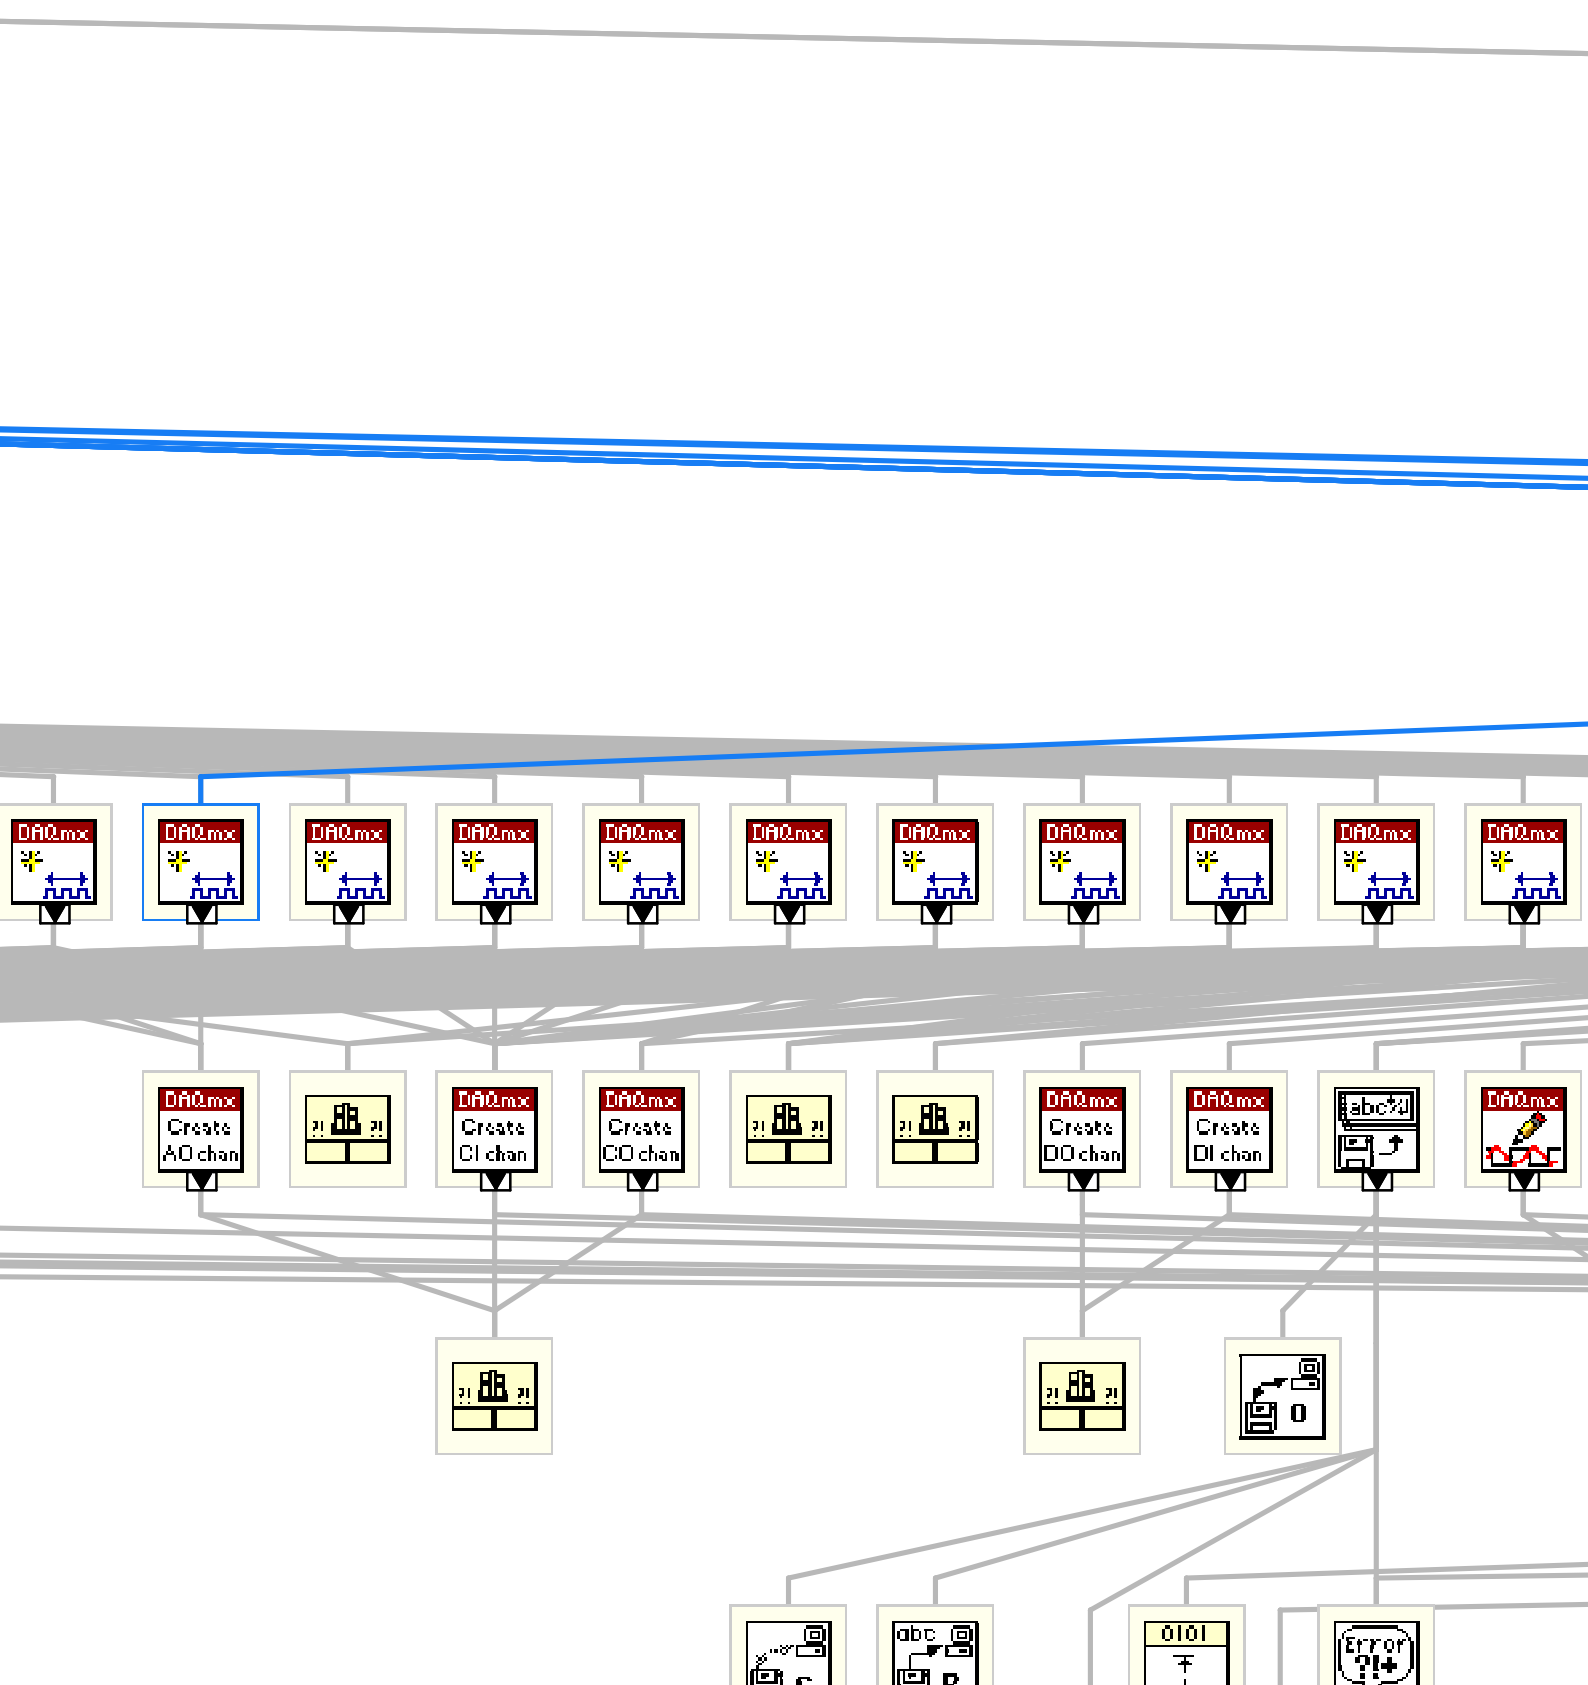 DAQmx DAQmx DAQmx DAQmx DAQmx DAQmx DAQmx DAQmx DAQmx DAQmx DAQmx
DAQmx
Create
AO chan
?! ?!
DAQmx
Create
CI chan
DAQmx
Create
CO chan
?! ?!
?! ?!
DAQmx
Create
DO chan
DAQmx
Create
DI chan
abc
DAQmx
?! ?!
?! ?!
0
abc
0101
Error
?!+